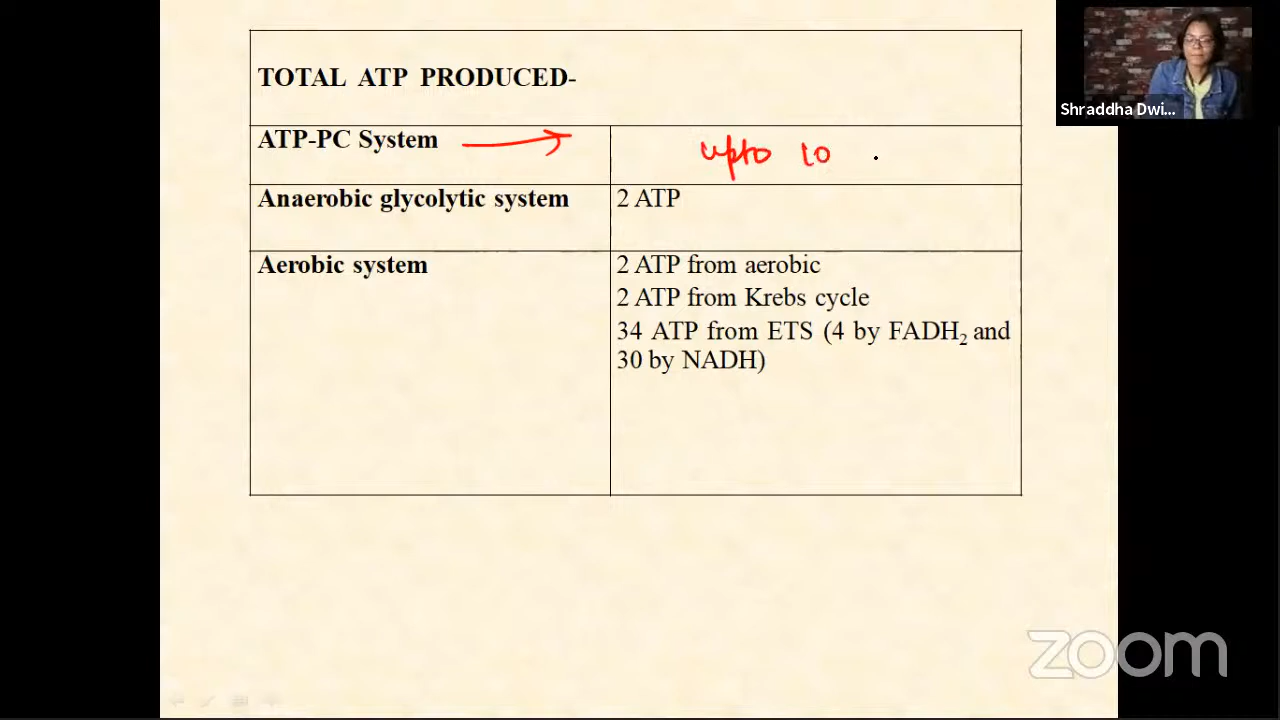 Shraddha Dwi...
TOTAL ATP PRODUCED-
ATP-PC System
upto 10
Anaerobic glycolytic system
2 ATP
Aerobic system
2 ATP from aerobic
2 ATP from Krebs cycle
34 ATP from ETS (4 by FADH₂ and
30 by NADH)
zoom